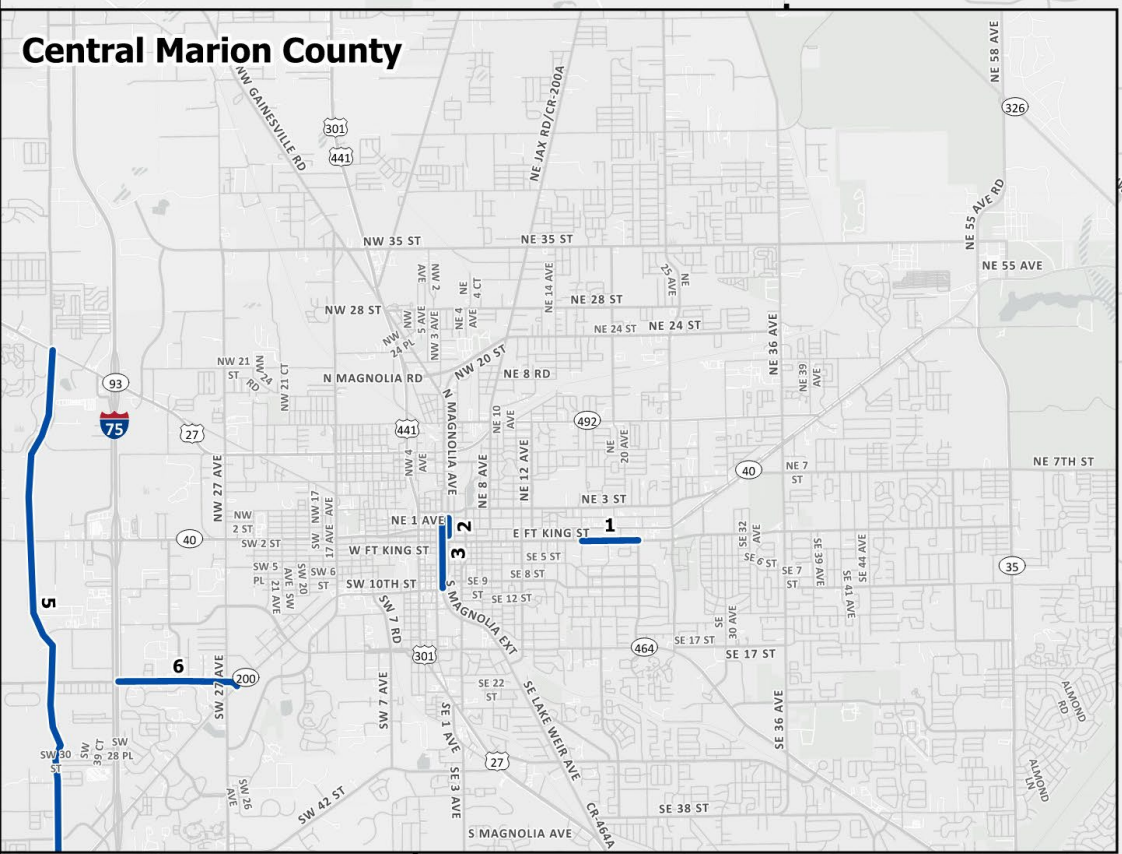 Central Marion County
NE 58 AVE
326
NW GAINESVILLE RD
301
441
NE JAX RD/CR-200A
NE 55 AVE RD
NW 35 ST
NE 35 ST
NE 55 AVE
NW 2
AVE
NE
4 CT
NE 14 AVE
NE
25 AVE
NE 28 ST
NW 28 ST
NW
5 AVE
NW 3 AVE
NE 4
AVE
NE 24 ST
NE 24 ST
NE 36 AVE
NW
24 PL
NW 20 ST
NW 21
ST
NW 24
RD
NW 21 CT
N MAGNOLIA RD
NE 8 RD
NE 39
AVE
93
75
27
441
N MAGNOLIA AVE
NE 10
AVE
492
NE
20 AVE
NW 4
AVE
NE 8 AVE
NE 12 AVE
40
NE 7
ST
NE 7TH ST
NW 27 AVE
NW 17
AVE
NE 3 ST
NW
2 ST
NE 1 AVE
2
E FT KING ST
1
SE 32
AVE
40
SW 2 ST
SW
17 AVE
W FT KING ST
3
SE 5 ST
SE 6 ST
SE 39 AVE
SE 44 AVE
35
SW 5
PL
SW 6
ST
SE 8 ST
SE 7
ST
SE 41 AVE
21 AVE
AVE SW
SW 20
SW 10TH ST
SE 9
ST
SE 12 ST
5
SW 7 RD
S MAGNOLIA EXT
SE
30 AVE
SE 17 ST
SE 17 ST
464
301
6
200
SW 27 AVE
SW 7 AVE
SE 22
ST
SE LAKE WEIR AVE
SE 36 AVE
ALMOND
RD
SE 1 AVE
SW 30
ST
SW
39 CT
SW
28 PL
27
ALMOND
LN
SW 26
AVE
SE 3 AVE
SW 42 ST
CR-464A
SE 38 ST
S MAGNOLIA AVE